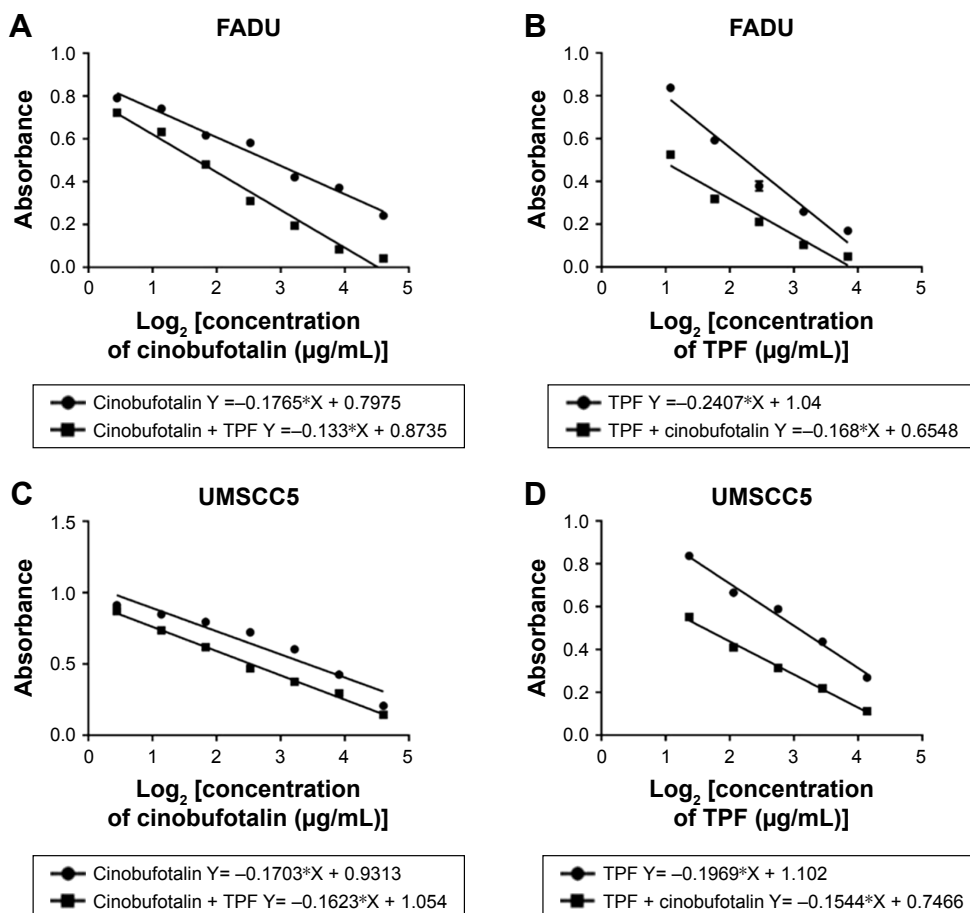 A
FADU
1.0
0.8
0.6
0.4
0.2
0.0
Absorbance
0 1 2 3 4 5
Log₂ [concentration
of cinobufotalin (µg/mL)]
Cinobufotalin Y =–0.1765*X + 0.7975
Cinobufotalin + TPF Y =–0.133*X + 0.8735
B
FADU
1.0
0.8
0.6
0.4
0.2
0.0
Absorbance
0 1 2 3 4 5
Log₂ [concentration
of TPF (µg/mL)]
TPF Y =–0.2407*X + 1.04
TPF + cinobufotalin Y =–0.168*X + 0.6548
C
UMSCC5
1.5
1.0
0.5
0.0
Absorbance
0 1 2 3 4 5
Log₂ [concentration
of cinobufotalin (µg/mL)]
Cinobufotalin Y= –0.1703*X + 0.9313
Cinobufotalin + TPF Y= –0.1623*X + 1.054
D
UMSCC5
1.0
0.8
0.6
0.4
0.2
0.0
Absorbance
0 1 2 3 4 5
Log₂ [concentration
of TPF (µg/mL)]
TPF Y= –0.1969*X + 1.102
TPF + cinobufotalin Y= –0.1544*X + 0.7466